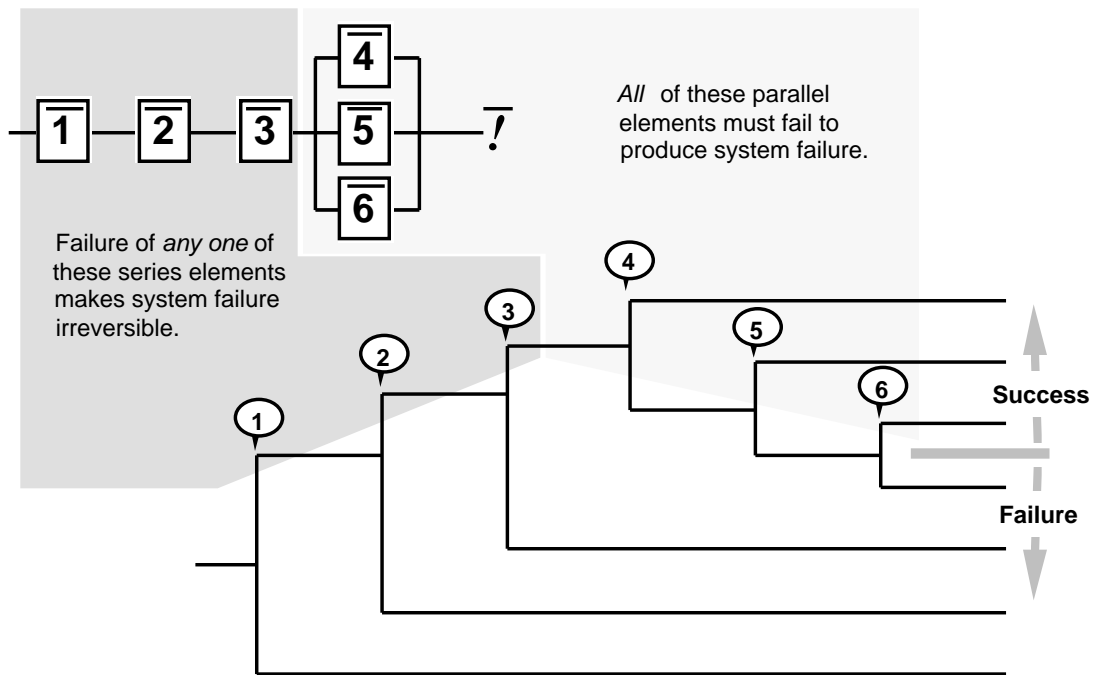 4̅
1̅ 2̅ 3̅ 5̅ !̅
6̅
All of these parallel
elements must fail to
produce system failure.
Failure of any one of
these series elements
makes system failure
irreversible.
4
3
5
2
6
Success
1
Failure